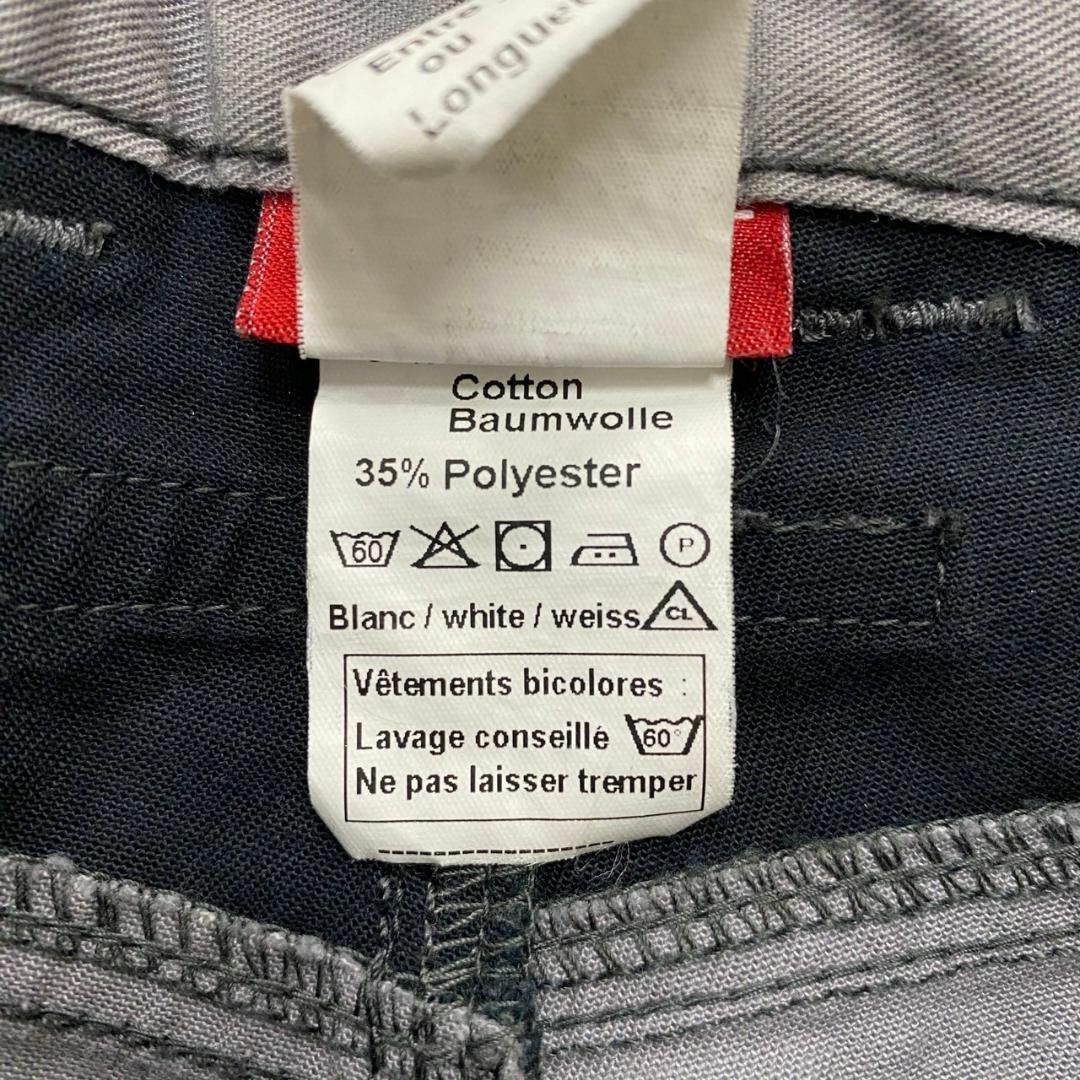 Entre
ou
Longue
Cotton
Baumwolle
35% Polyester
60 P
Blanc / white / weiss CL
Vêtements bicolores :
Lavage conseillé 60°
Ne pas laisser tremper